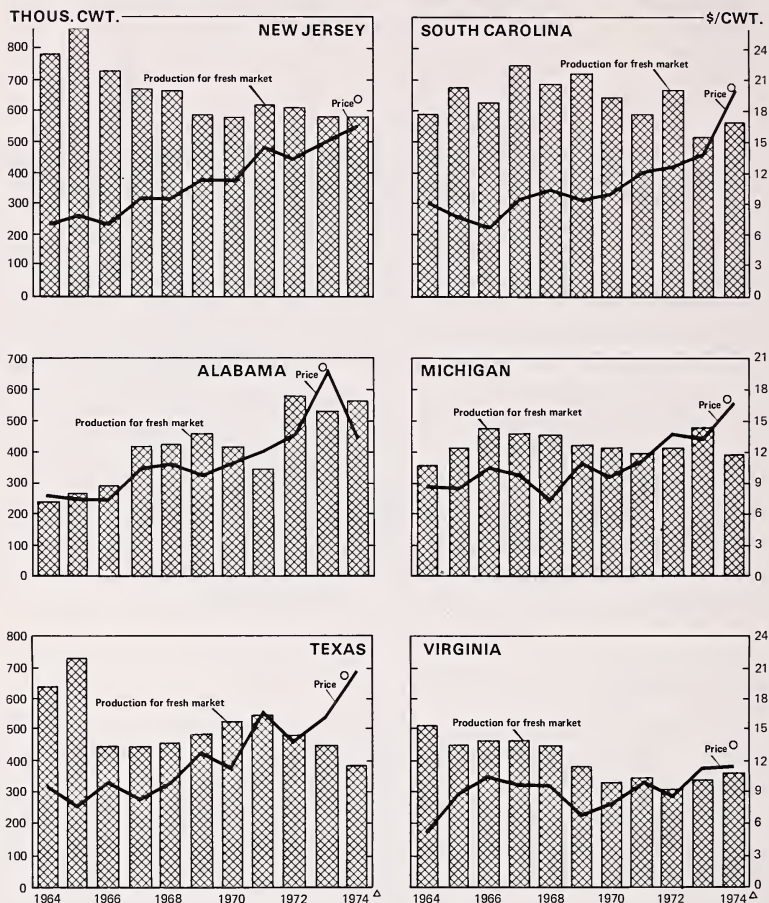 THOUS. CWT.
$/CWT.
NEW JERSEY
800
700
600
500
400
300
200
100
0
Production for fresh market
Price○
SOUTH CAROLINA
24
21
18
15
12
9
6
3
0
Production for fresh market
Price○
ALABAMA
700
600
500
400
300
200
100
0
Production for fresh market
Price○
MICHIGAN
21
18
15
12
9
6
3
0
Production for fresh market
Price○
TEXAS
800
700
600
500
400
300
200
100
0
Production for fresh market
Price○
1964 1966 1968 1970 1972 1974 △
VIRGINIA
24
21
18
15
12
9
6
3
0
Production for fresh market
Price○
1964 1966 1968 1970 1972 1974 △